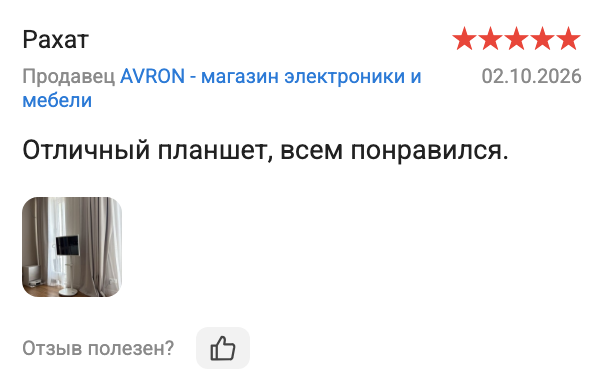 Рахат
Продавец AVRON - магазин электроники и
мебели
02.10.2026
Отличный планшет, всем понравился.
Отзыв полезен?